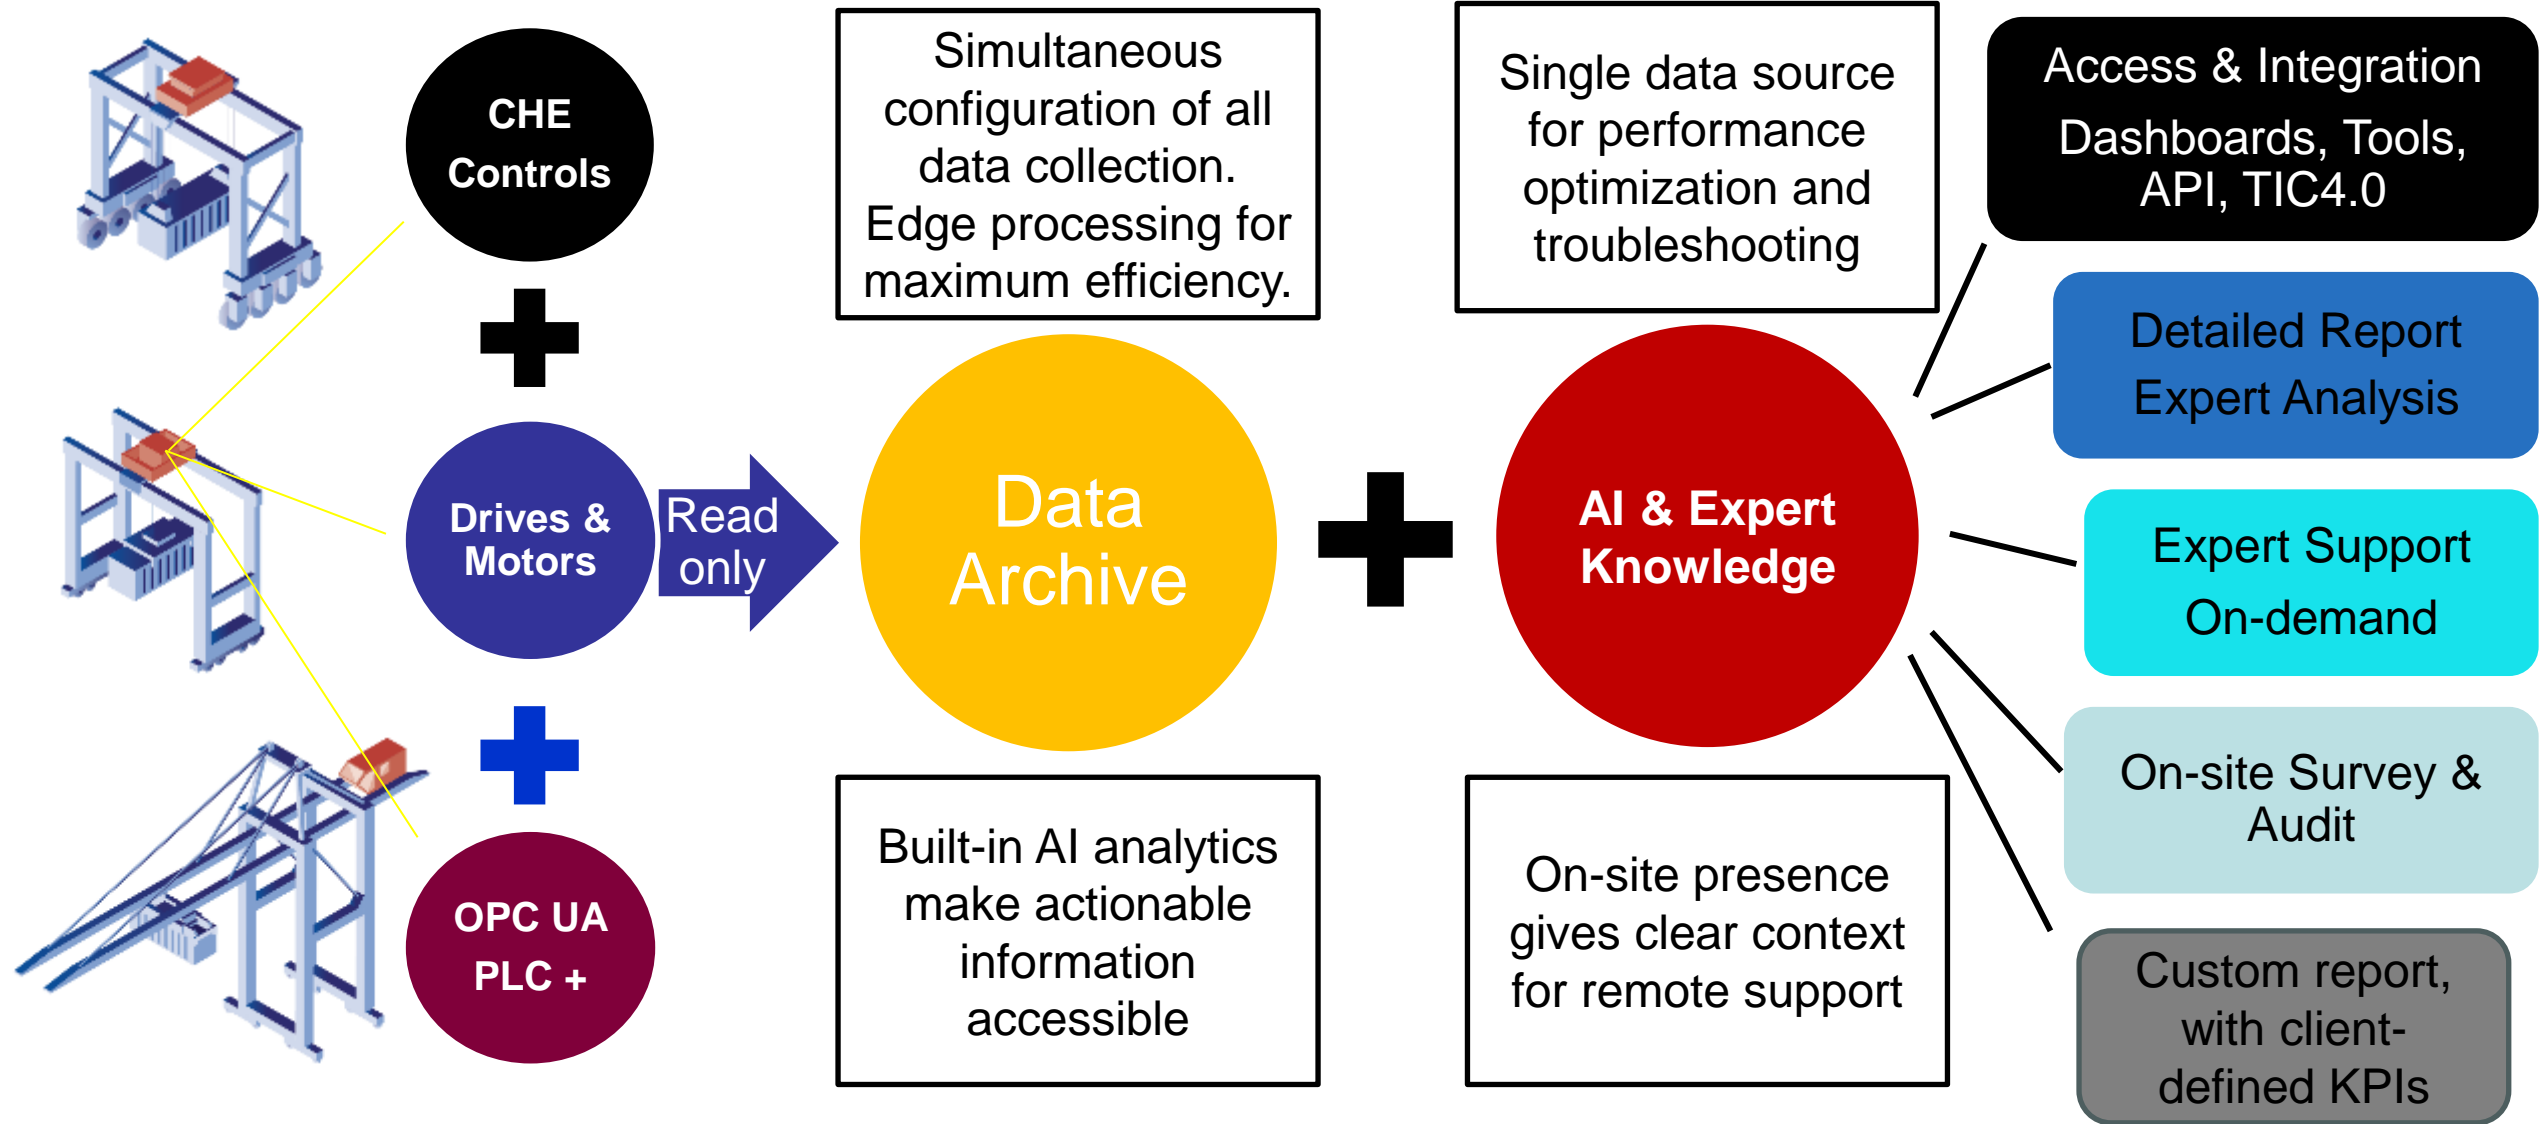 CHE
Controls
Drives &
Motors
OPC UA
PLC +
Read
only
Simultaneous
configuration of all
data collection.
Edge processing for
maximum efficiency.
Data
Archive
Built-in AI analytics
make actionable
information
accessible
Single data source
for performance
optimization and
troubleshooting
AI & Expert
Knowledge
On-site presence
gives clear context
for remote support
Access & Integration
Dashboards, Tools,
API, TIC4.0
Detailed Report
Expert Analysis
Expert Support
On-demand
On-site Survey &
Audit
Custom report,
with client-
defined KPIs